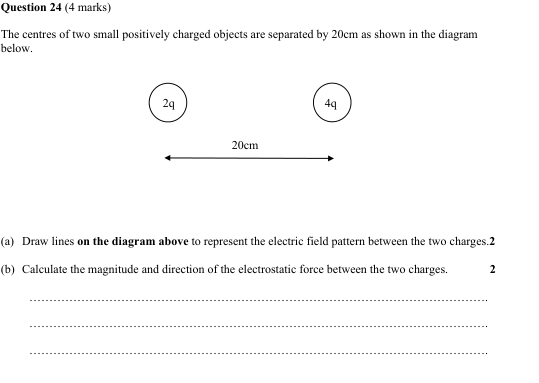 Question 24 (4 marks)
The centres of two small positively charged objects are separated by 20cm as shown in the diagram
below.
2q
4q
20cm
(a) Draw lines on the diagram above to represent the electric field pattern between the two charges.2
(b) Calculate the magnitude and direction of the electrostatic force between the two charges. 2